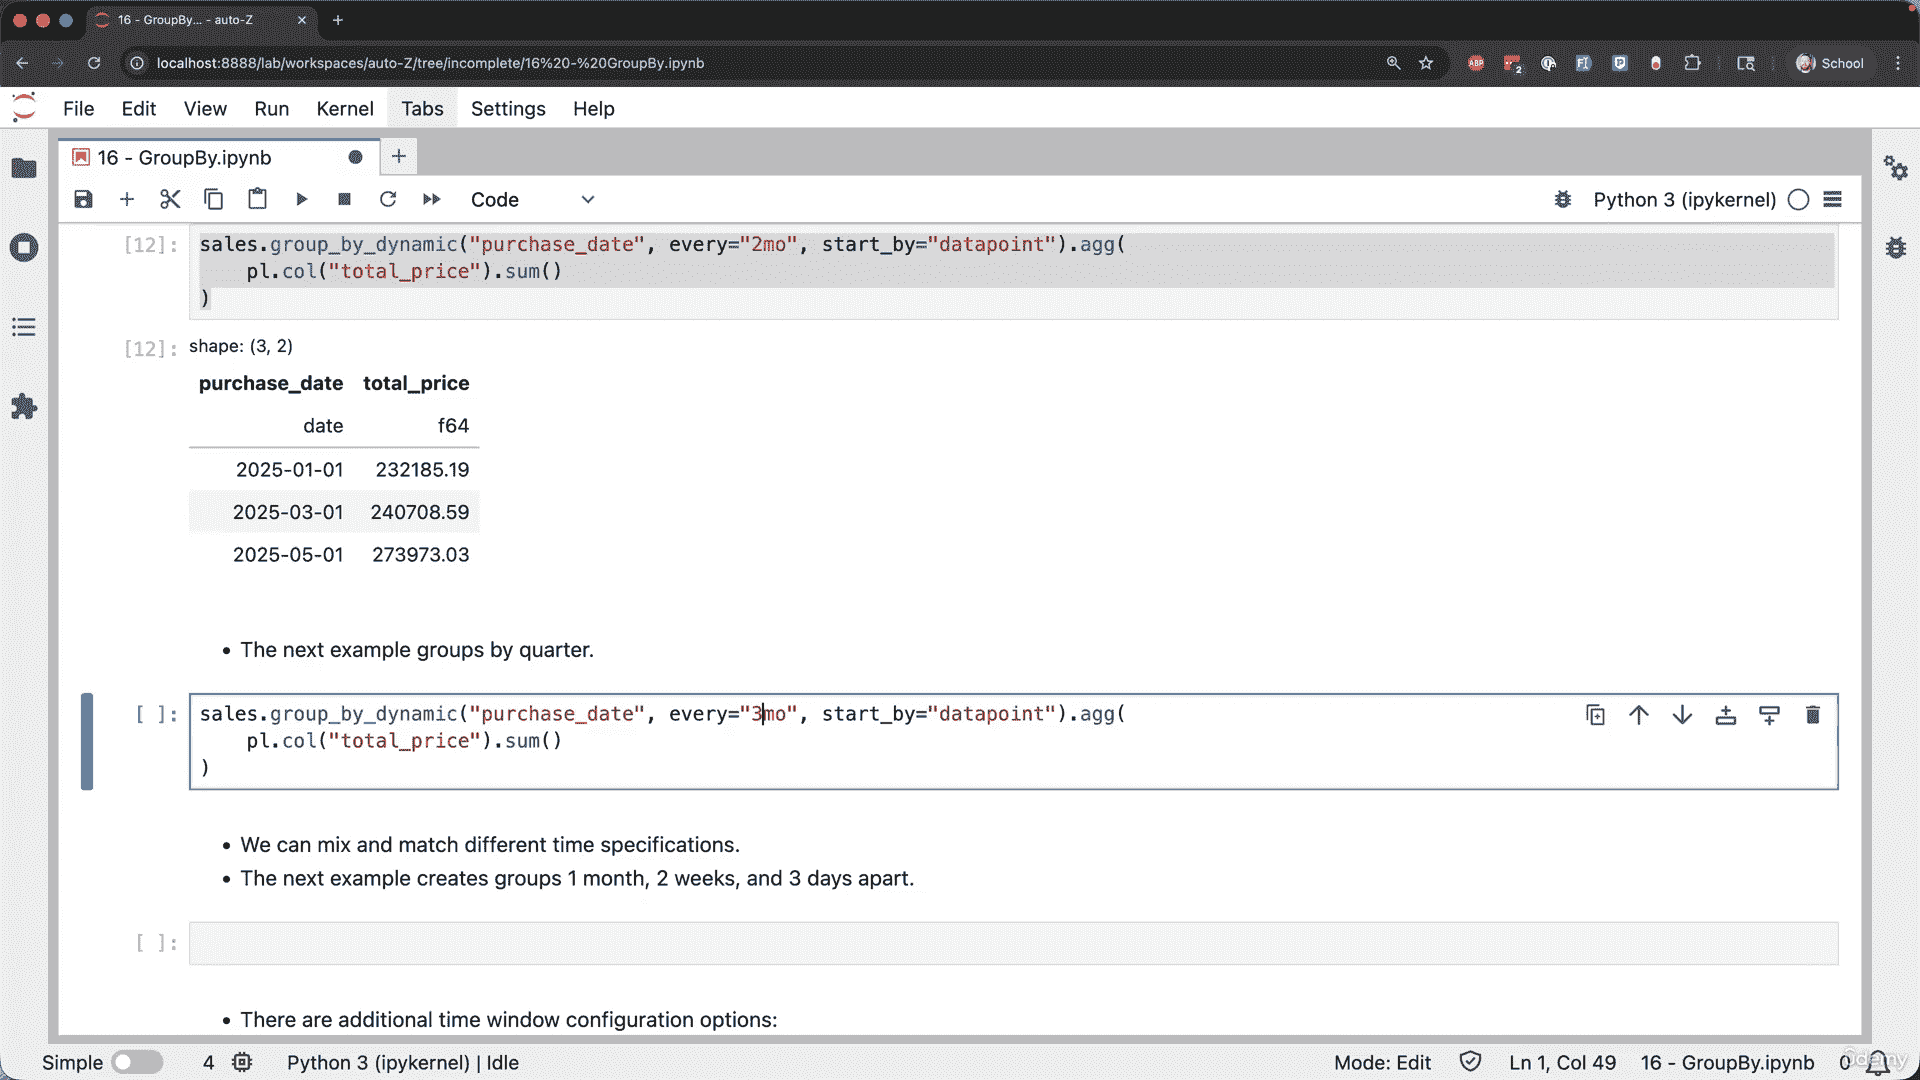 16 - GroupBy... - auto-Z
localhost:8888/lab/workspaces/auto-Z/tree/incomplete/16%20-%20GroupBy.ipynb
ABP
2
School
File Edit View Run Kernel Tabs Settings Help
16 - GroupBy.ipynb
Code
Python 3 (ipykernel)
[12]: sales.group_by_dynamic("purchase_date", every="2mo", start_by="datapoint").agg(
pl.col("total_price").sum()
)
[12]: shape: (3, 2)
purchase_date total_price
date f64
2025-01-01 232185.19
2025-03-01 240708.59
2025-05-01 273973.03
• The next example groups by quarter.
[ ]: sales.group_by_dynamic("purchase_date", every="3mo", start_by="datapoint").agg(
pl.col("total_price").sum()
)
• We can mix and match different time specifications.
• The next example creates groups 1 month, 2 weeks, and 3 days apart.
[ ]:
• There are additional time window configuration options:
Simple 4 Python 3 (ipykernel) | Idle Mode: Edit Ln 1, Col 49 16 - GroupBy.ipynb 0
Udemy